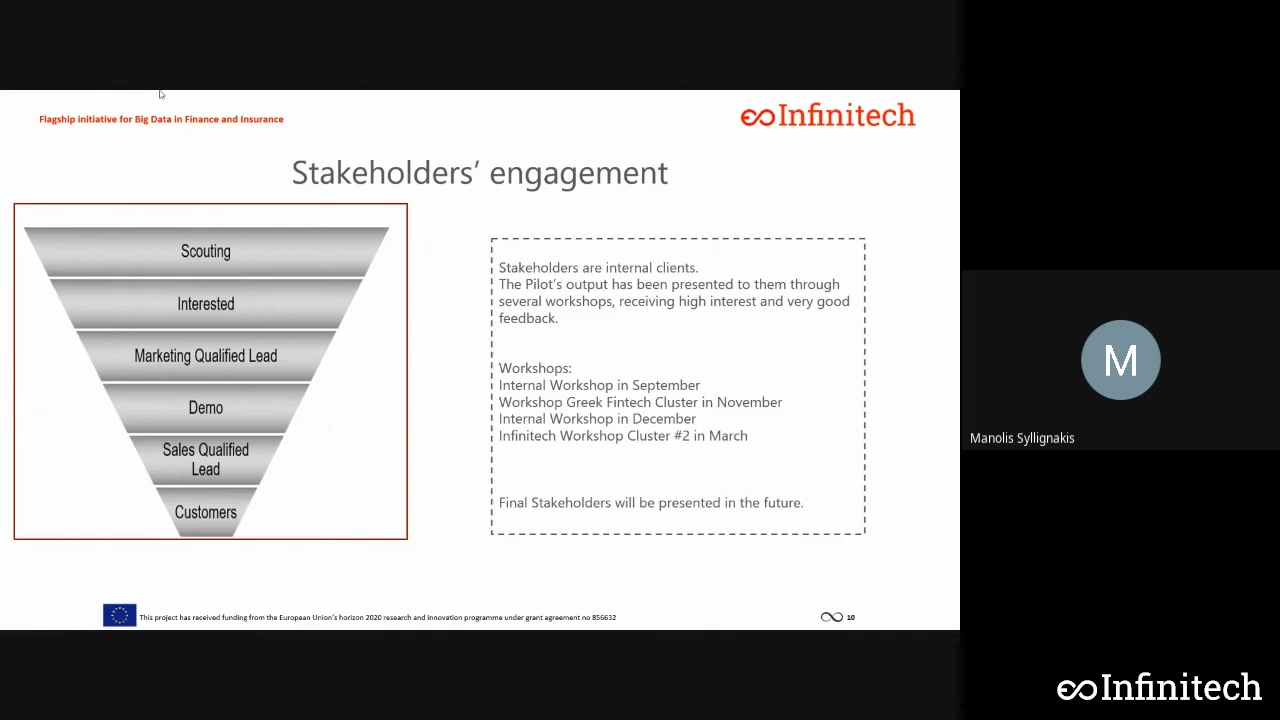 Flagship initiative for Big Data in Finance and Insurance
Infinitech
Stakeholders’ engagement
Scouting
Interested
Marketing Qualified Lead
Demo
Sales Qualified
Lead
Customers
Stakeholders are internal clients.
The Pilot’s output has been presented to them through
several workshops, receiving high interest and very good
feedback.
Workshops:
Internal Workshop in September
Workshop Greek Fintech Cluster in November
Internal Workshop in December
Infinitech Workshop Cluster #2 in March
Final Stakeholders will be presented in the future.
This project has received funding from the European Union’s horizon 2020 research and innovation programme under grant agreement no 856632
10
M
Manolis Syllignakis
Infinitech